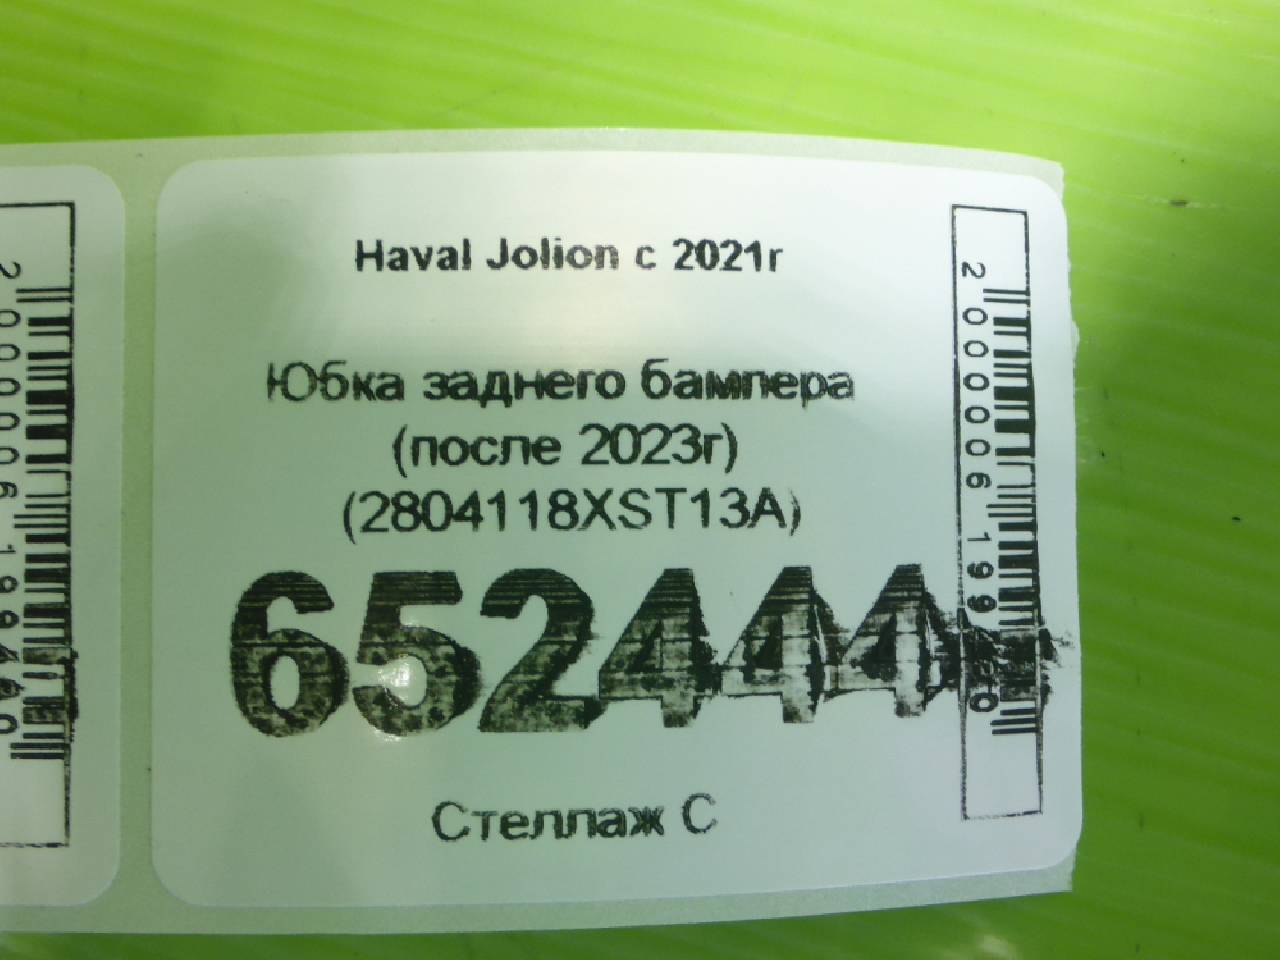 Haval Jolion с 2021г
Юбка заднего бампера
(после 2023г)
(2804118XST13A)
652444
Стеллаж С